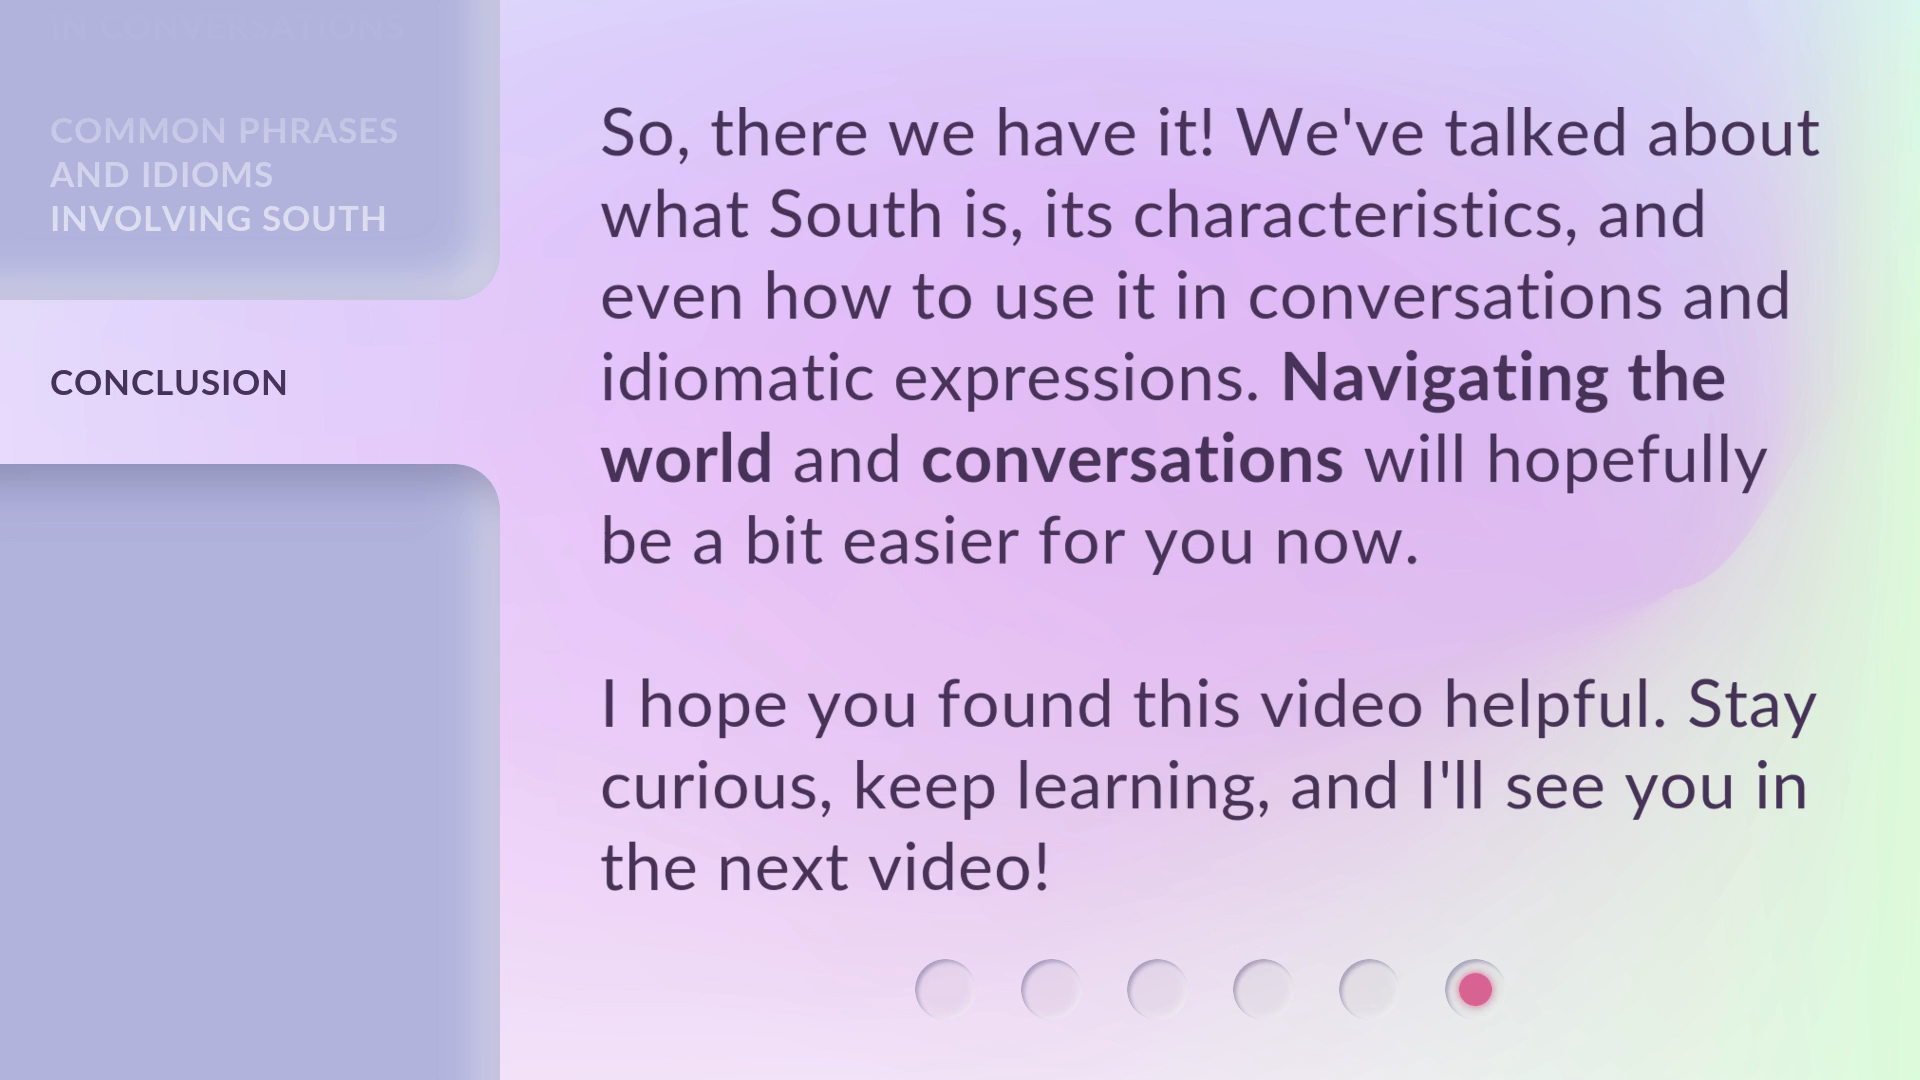 IN CONVERSATIONS
COMMON PHRASES
AND IDIOMS
INVOLVING SOUTH
CONCLUSION
So, there we have it! We've talked about
what South is, its characteristics, and
even how to use it in conversations and
idiomatic expressions. Navigating the
world and conversations will hopefully
be a bit easier for you now.
I hope you found this video helpful. Stay
curious, keep learning, and I'll see you in
the next video!